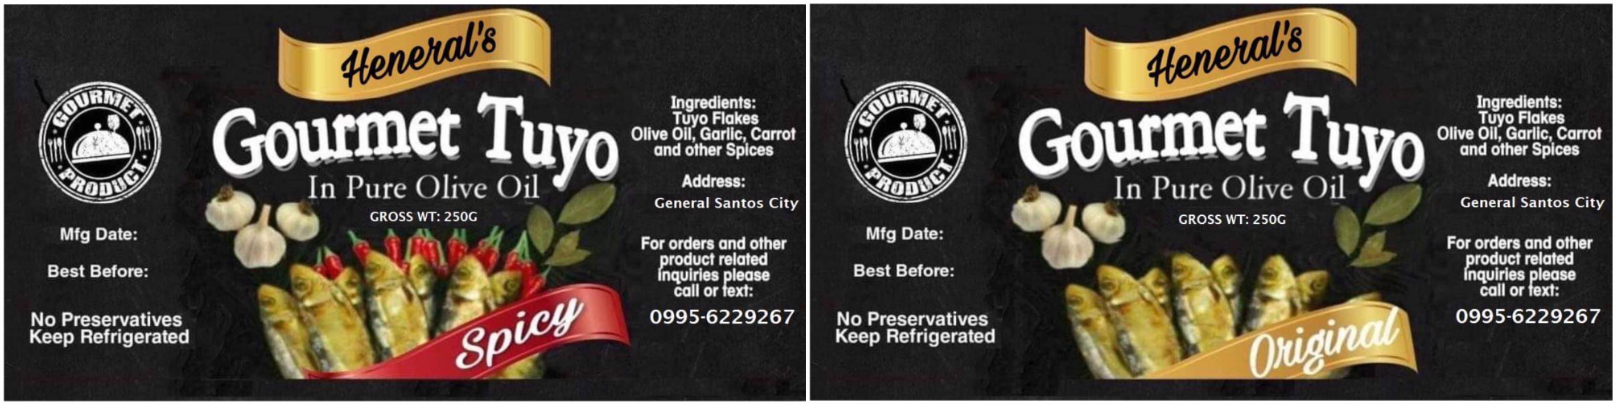 Heneral's
GOURMET
PRODUCT
Gourmet Tuyo
In Pure Olive Oil
GROSS WT: 250G
Mfg Date:
Best Before:
No Preservatives
Keep Refrigerated
Spicy
Ingredients:
Tuyo Flakes
Olive Oil, Garlic, Carrot
and other Spices
Address:
General Santos City
For orders and other
product related
inquiries please
call or text:
0995-6229267
Heneral's
GOURMET
PRODUCT
Gourmet Tuyo
In Pure Olive Oil
GROSS WT: 250G
Mfg Date:
Best Before:
No Preservatives
Keep Refrigerated
Original
Ingredients:
Tuyo Flakes
Olive Oil, Garlic, Carrot
and other Spices
Address:
General Santos City
For orders and other
product related
inquiries please
call or text:
0995-6229267